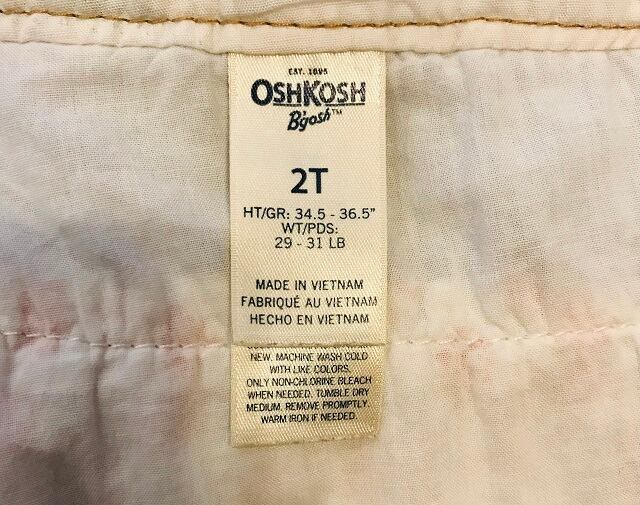 EST. 1895
OSHKOSH
B'gosh™
2T
HT/GR: 34.5 - 36.5"
WT/PDS:
29 - 31 LB
MADE IN VIETNAM
FABRIQUÉ AU VIETNAM
HECHO EN VIETNAM
NEW. MACHINE WASH COLD
WITH LIKE COLORS.
ONLY NON-CHLORINE BLEACH
WHEN NEEDED. TUMBLE DRY
MEDIUM. REMOVE PROMPTLY.
WARM IRON IF NEEDED.